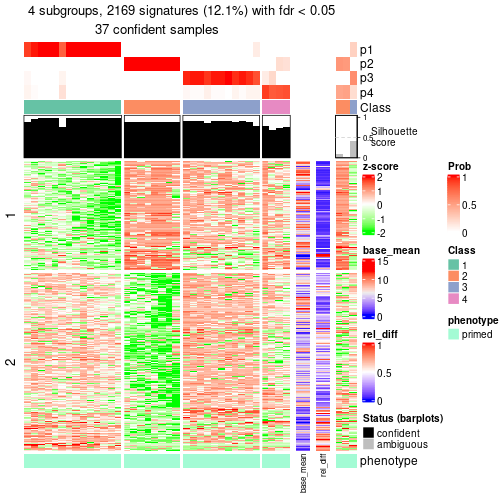 4 subgroups, 2169 signatures (12.1%) with fdr < 0.05
37 confident samples
p1
p2
p3
p4
Class
1
0.5
0
Silhouette
score
1
2
z-score
2
1
0
-1
-2
Prob
1
0.5
0
base_mean
15
10
5
0
Class
1
2
3
4
rel_diff
1
0.5
0
phenotype
primed
Status (barplots)
confident
ambiguous
phenotype
base_mean
rel_diff